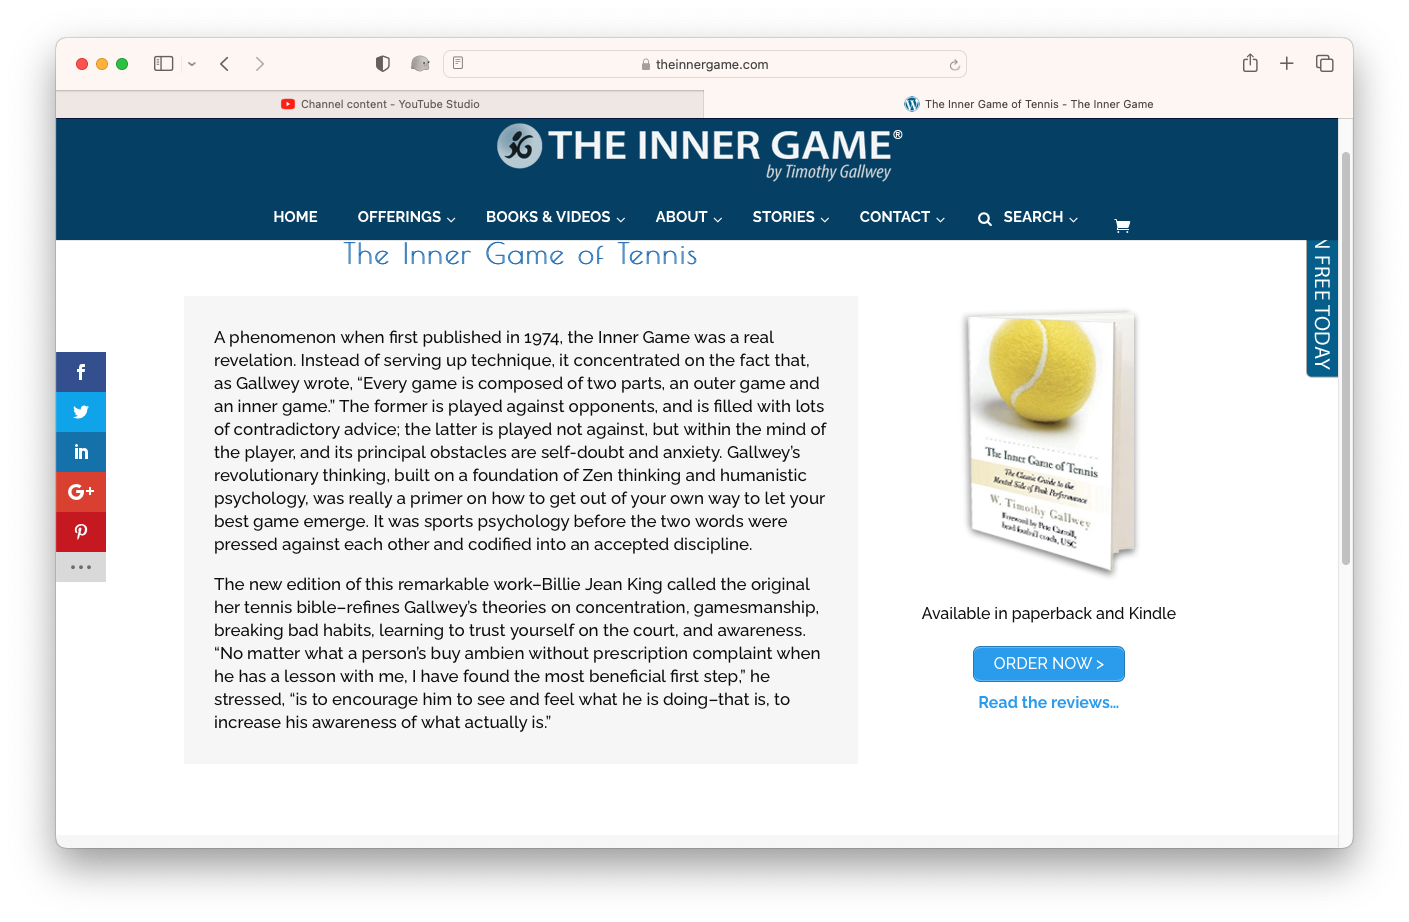 theinnergame.com
Channel content - YouTube Studio
The Inner Game of Tennis - The Inner Game
THE INNER GAME®
by Timothy Gallwey
HOME OFFERINGS BOOKS & VIDEOS ABOUT STORIES CONTACT SEARCH
The Inner Game of Tennis
N FREE TODAY
A phenomenon when first published in 1974, the Inner Game was a real
revelation. Instead of serving up technique, it concentrated on the fact that,
as Gallwey wrote, “Every game is composed of two parts, an outer game and
an inner game.” The former is played against opponents, and is filled with lots
of contradictory advice; the latter is played not against, but within the mind of
the player, and its principal obstacles are self-doubt and anxiety. Gallwey’s
revolutionary thinking, built on a foundation of Zen thinking and humanistic
psychology, was really a primer on how to get out of your own way to let your
best game emerge. It was sports psychology before the two words were
pressed against each other and codified into an accepted discipline.
The new edition of this remarkable work–Billie Jean King called the original
her tennis bible–refines Gallwey’s theories on concentration, gamesmanship,
breaking bad habits, learning to trust yourself on the court, and awareness.
“No matter what a person’s buy ambien without prescription complaint when
he has a lesson with me, I have found the most beneficial first step,” he
stressed, “is to encourage him to see and feel what he is doing–that is, to
increase his awareness of what actually is.”
The Inner Game of Tennis
The Classic Guide to the
Mental Side of Peak Performance
W. Timothy Gallwey
Foreword by Pete Carroll,
head football coach, USC
Available in paperback and Kindle
ORDER NOW >
Read the reviews…
f
in
G+